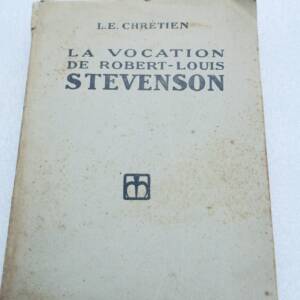 L.E. CHRÉTIEN
LA VOCATION
DE ROBERT-LOUIS
STEVENSON